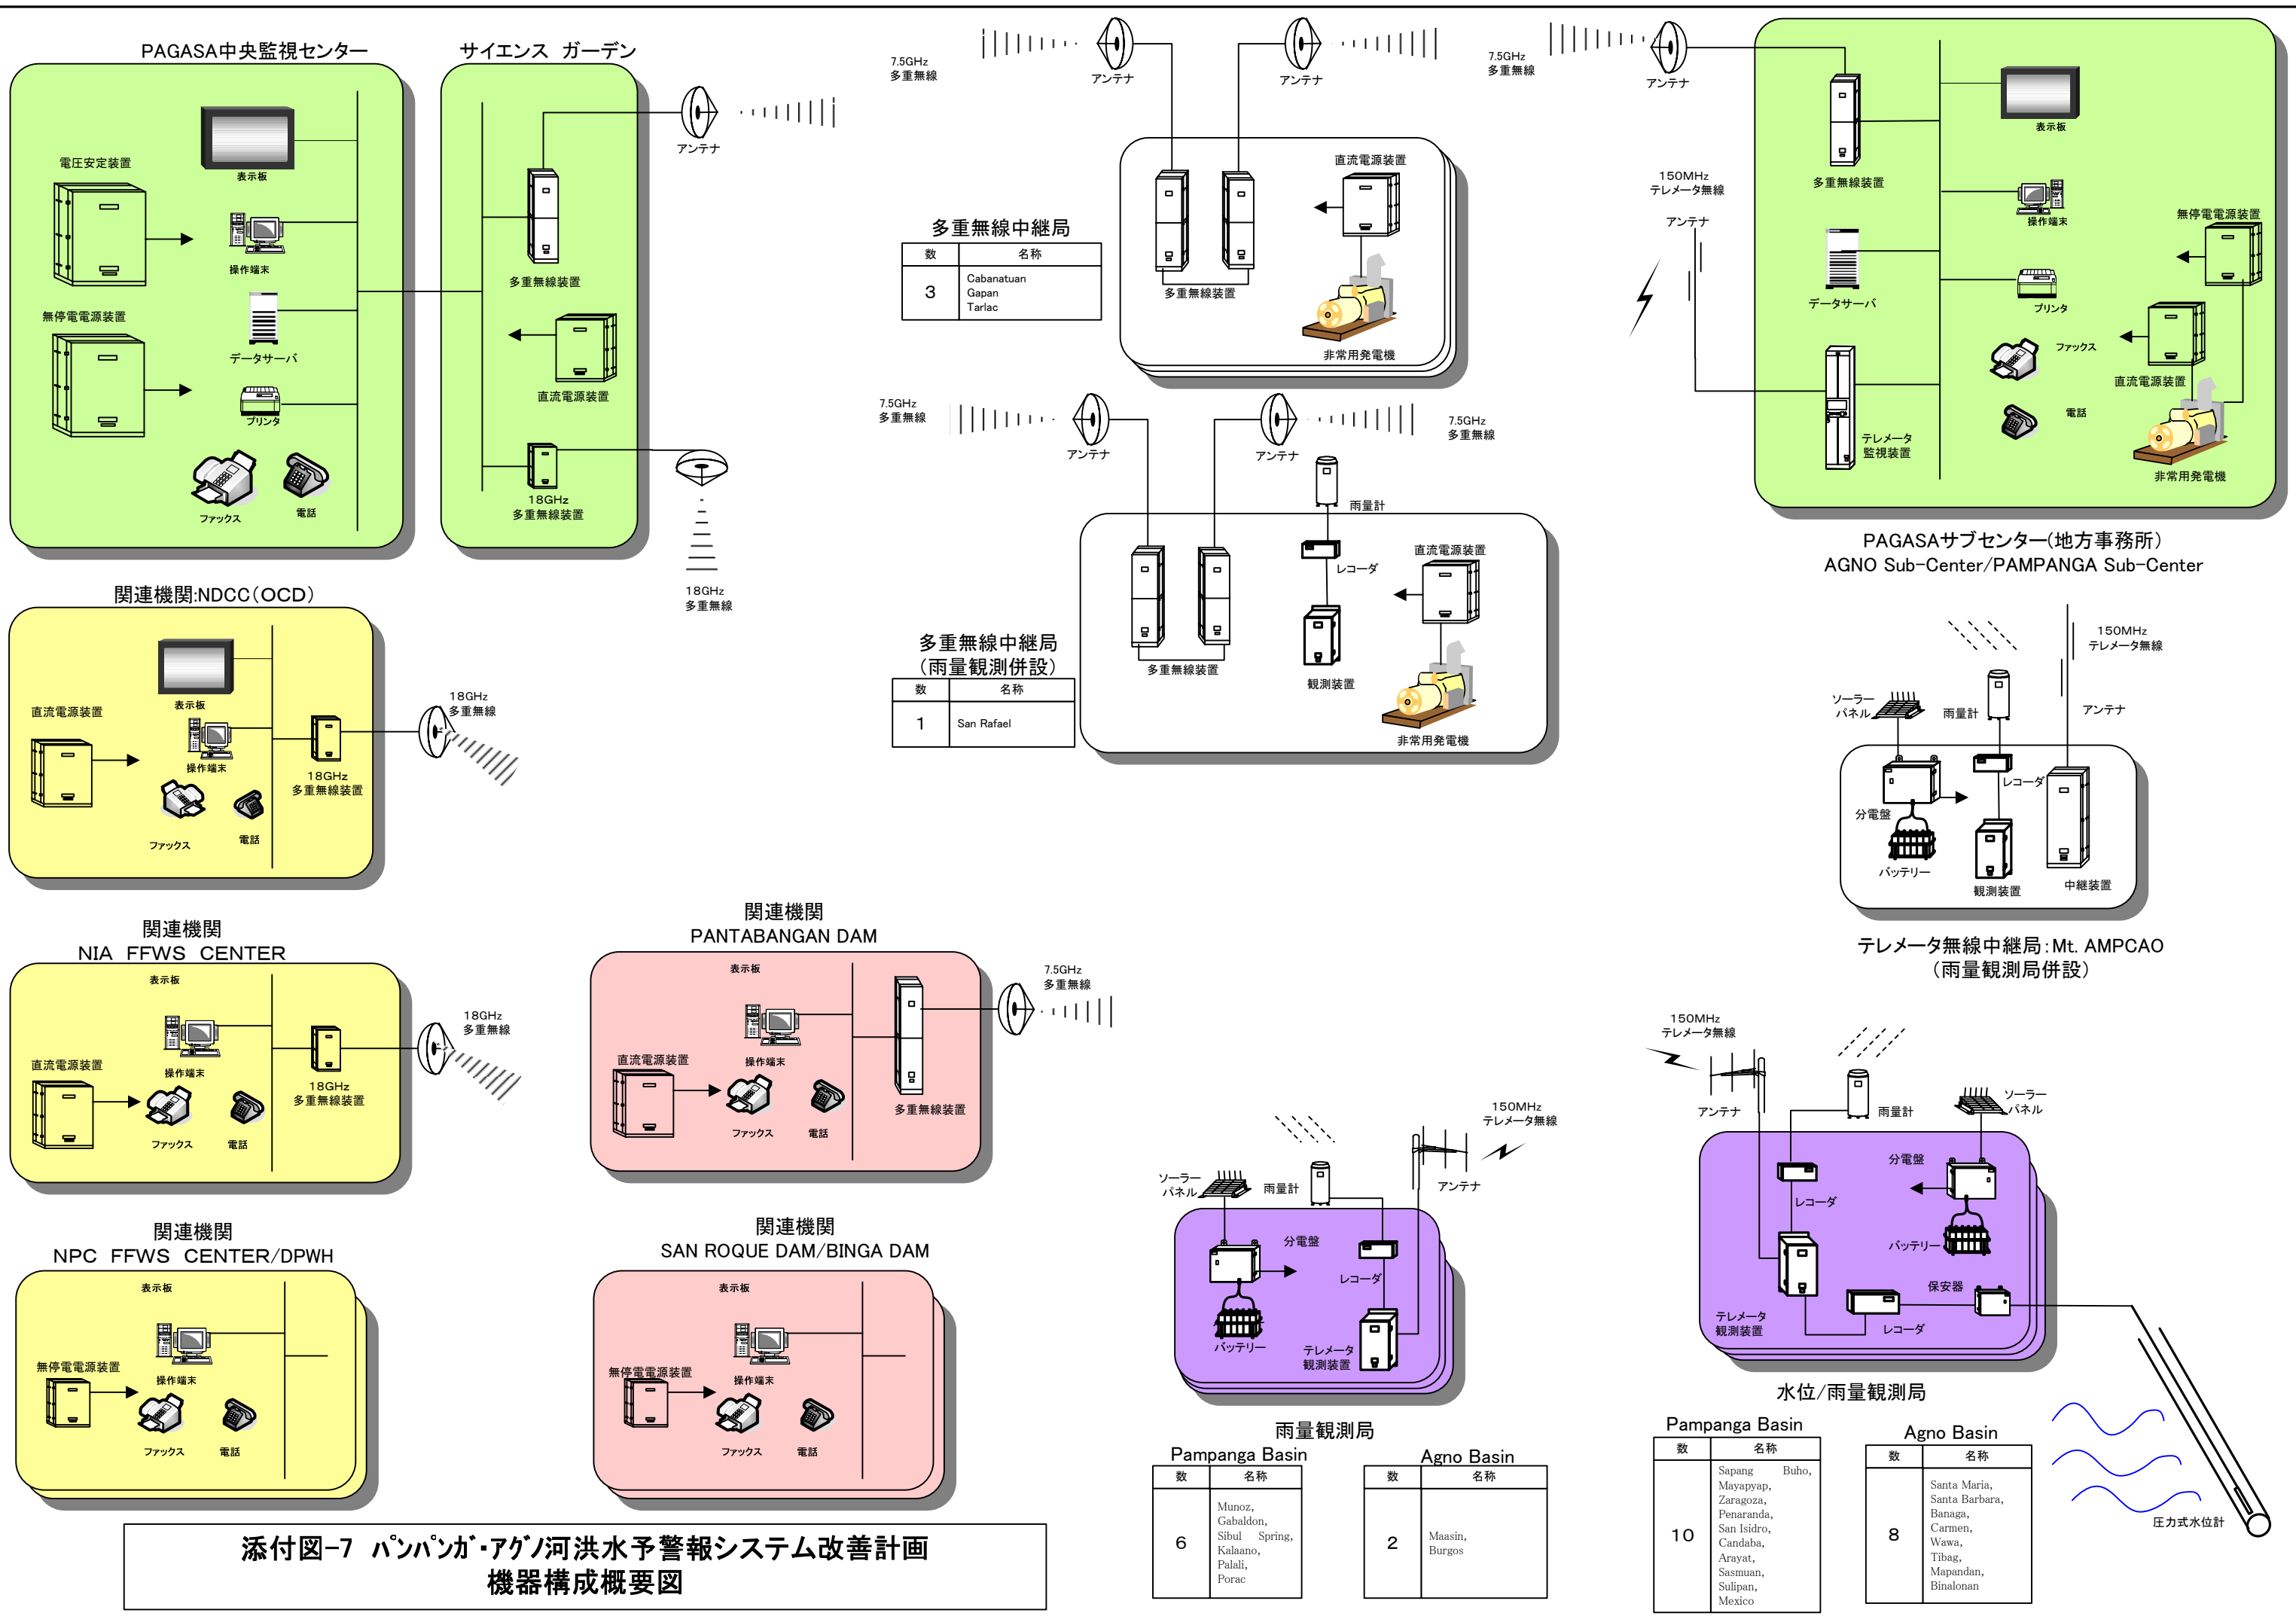 PAGASA中央監視センター
電圧安定装置
表示板
操作端末
無停電電源装置
データサーバ
プリンタ
ファックス
電話
サイエンス ガーデン
アンテナ
多重無線装置
直流電源装置
18GHz
多重無線装置
18GHz
多重無線
7.5GHz
多重無線
アンテナ
アンテナ
直流電源装置
多重無線装置
非常用発電機
多重無線中継局
数 名称
3
Cabanatuan
Gapan
Tarlac
7.5GHz
多重無線
アンテナ
アンテナ
7.5GHz
多重無線
雨量計
レコーダ
直流電源装置
多重無線装置
観測装置
非常用発電機
多重無線中継局
(雨量観測併設)
数 名称
1 San Rafael
7.5GHz
多重無線
アンテナ
150MHz
テレメータ無線
アンテナ
表示板
多重無線装置
操作端末
無停電電源装置
データサーバ
プリンタ
ファックス
直流電源装置
電話
テレメータ
監視装置
非常用発電機
PAGASAサブセンター(地方事務所)
AGNO Sub-Center/PAMPANGA Sub-Center
150MHz
テレメータ無線
ソーラー
パネル
雨量計
アンテナ
レコーダ
分電盤
バッテリー
観測装置
中継装置
テレメータ無線中継局:Mt. AMPCAO
(雨量観測局併設)
関連機関:NDCC(OCD)
表示板
直流電源装置
操作端末
18GHz
多重無線装置
ファックス
電話
18GHz
多重無線
関連機関
NIA FFWS CENTER
表示板
直流電源装置
操作端末
18GHz
多重無線装置
ファックス
電話
18GHz
多重無線
関連機関
PANTABANGAN DAM
表示板
直流電源装置
操作端末
ファックス
電話
多重無線装置
7.5GHz
多重無線
関連機関
NPC FFWS CENTER/DPWH
表示板
無停電電源装置
操作端末
ファックス
電話
関連機関
SAN ROQUE DAM/BINGA DAM
表示板
無停電電源装置
操作端末
ファックス
電話
150MHz
テレメータ無線
ソーラー
パネル
雨量計
アンテナ
分電盤
レコーダ
バッテリー
テレメータ
観測装置
雨量観測局
Pampanga Basin
数 名称
6
Munoz,
Gabaldon,
Sibul Spring,
Kalaano,
Palali,
Porac
Agno Basin
数 名称
2
Maasin,
Burgos
150MHz
テレメータ無線
アンテナ
雨量計
ソーラー
パネル
分電盤
レコーダ
バッテリー
保安器
テレメータ
観測装置
レコーダ
水位/雨量観測局
Pampanga Basin
数 名称
10
Sapang Buho,
Mayapyap,
Zaragoza,
Penaranda,
San Isidro,
Candaba,
Arayat,
Sasmuan,
Sulipan,
Mexico
Agno Basin
数 名称
8
Santa Maria,
Santa Barbara,
Banaga,
Carmen,
Wawa,
Tibag,
Mapandan,
Binalonan
圧力式水位計
添付図-7 パンパンガ・アグノ河洪水予警報システム改善計画
機器構成概要図